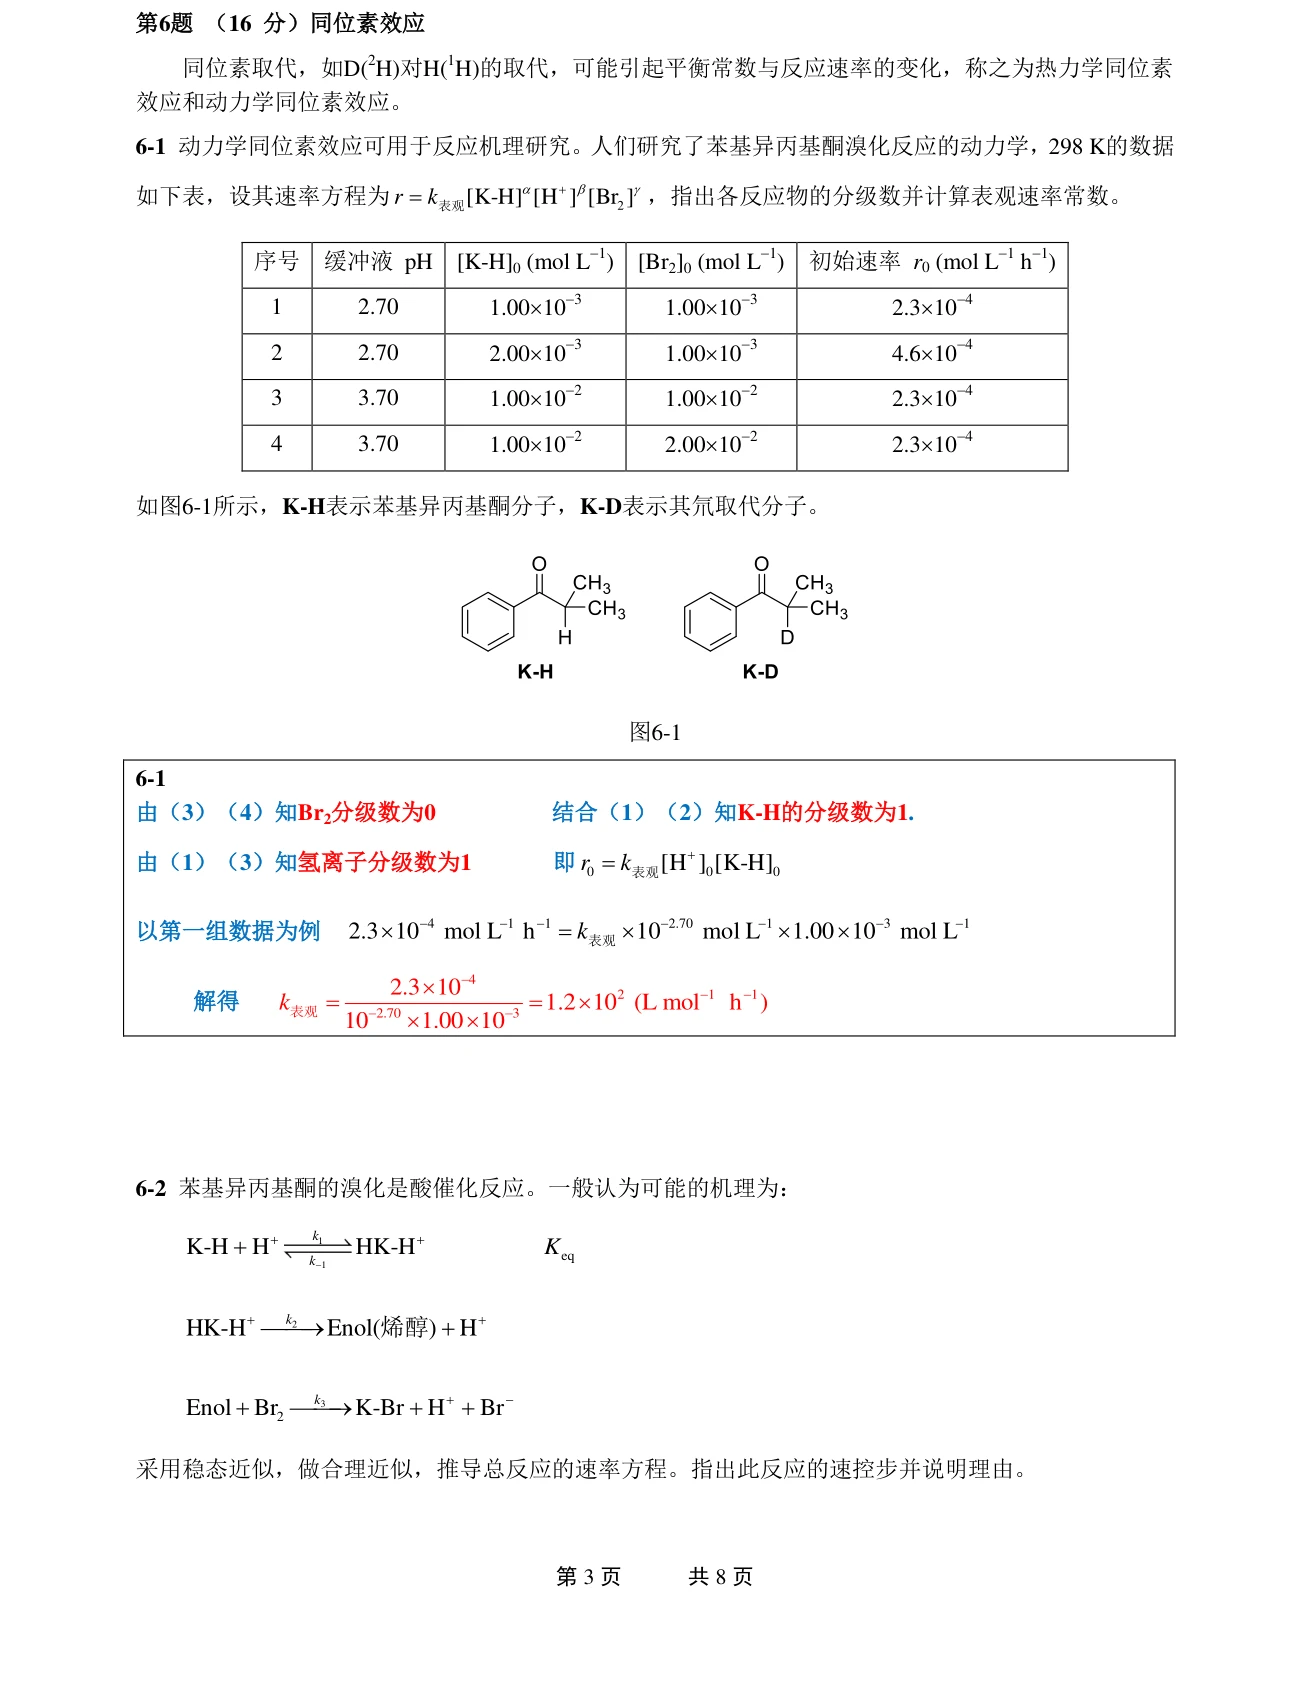 第6题 （16 分）同位素效应
同位素取代，如D(²H)对H(¹H)的取代，可能引起平衡常数与反应速率的变化，称之为热力学同位素
效应和动力学同位素效应。
6-1 动力学同位素效应可用于反应机理研究。人们研究了苯基异丙基酮溴化反应的动力学，298 K的数据
如下表，设其速率方程为 r = k表观[K-H]^α[H⁺]^β[Br₂]^γ，指出各反应物的分级数并计算表观速率常数。
序号 缓冲液 pH [K-H]₀ (mol L⁻¹) [Br₂]₀ (mol L⁻¹) 初始速率 r₀ (mol L⁻¹ h⁻¹)
1 2.70 1.00×10⁻³ 1.00×10⁻³ 2.3×10⁻⁴
2 2.70 2.00×10⁻³ 1.00×10⁻³ 4.6×10⁻⁴
3 3.70 1.00×10⁻² 1.00×10⁻² 2.3×10⁻⁴
4 3.70 1.00×10⁻² 2.00×10⁻² 2.3×10⁻⁴
如图6-1所示，K-H表示苯基异丙基酮分子，K-D表示其氘取代分子。
O CH₃ CH₃ H O CH₃ CH₃ D
K-H K-D
图6-1
6-1
由（3）（4）知Br₂分级数为0 结合（1）（2）知K-H的分级数为1.
由（1）（3）知氢离子分级数为1 即 r₀ = k表观[H⁺]₀[K-H]₀
以第一组数据为例 2.3×10⁻⁴ mol L⁻¹ h⁻¹ = k表观 ×10^−2.70 mol L⁻¹ ×1.00×10⁻³ mol L⁻¹
解得 k表观 = 2.3×10⁻⁴ / (10^−2.70 ×1.00×10⁻³) = 1.2×10² (L mol⁻¹ h⁻¹)
6-2 苯基异丙基酮的溴化是酸催化反应。一般认为可能的机理为：
K-H + H⁺ ⇌ (k₁, k₋₁) HK-H⁺ K_eq
HK-H⁺ —k₂→ Enol(烯醇) + H⁺
Enol + Br₂ —k₃→ K-Br + H⁺ + Br⁻
采用稳态近似，做合理近似，推导总反应的速率方程。指出此反应的速控步并说明理由。
第 3 页 共 8 页